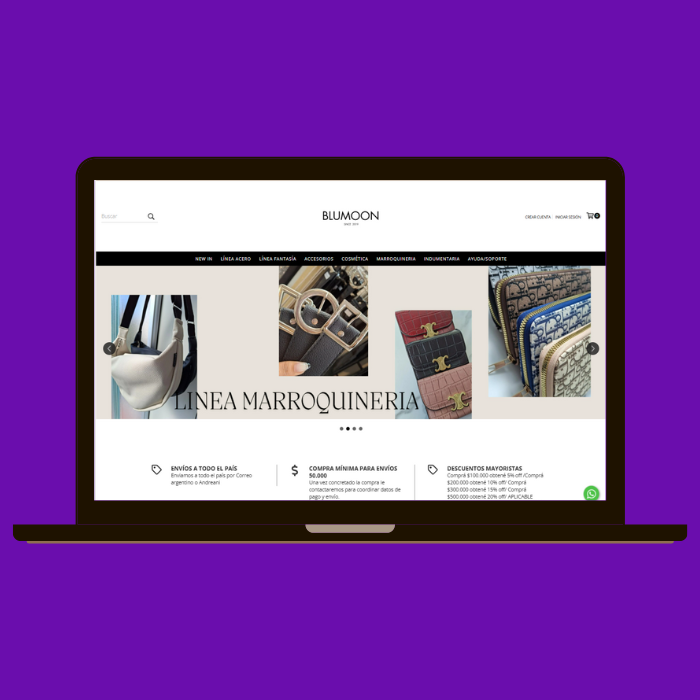 Buscar
BLUMOON
CREAR CUENTA INICIAR SESIÓN 0
NEW IN LÍNEA ACERO LÍNEA FANTASÍA ACCESORIOS COSMÉTICA MARROQUINERIA INDUMENTARIA AYUDA/SOPORTE
LINEA MARROQUINERIA
ENVÍOS A TODO EL PAÍS
Enviamos a todo el país por Correo
argentino o Andreani
COMPRA MÍNIMA PARA ENVÍOS
50.000
Una vez concretada la compra le
contactaremos para coordinar datos de
pago y envío.
DESCUENTOS MAYORISTAS
Comprá $100.000 obtené 5% off /Comprá
$200.000 obtené 10% off/ Comprá
$300.000 obtené 15% off/ Comprá
$500.000 obtené 20% off/ APLICABLE